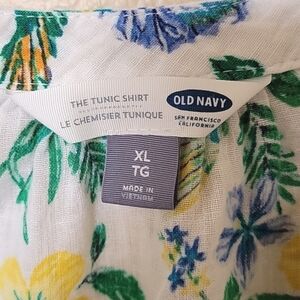 THE TUNIC SHIRT
LE CHEMISIER TUNIQUE
OLD NAVY
SAN FRANCISCO
CALIFORNIA
XL
TG
MADE IN
VIETNAM